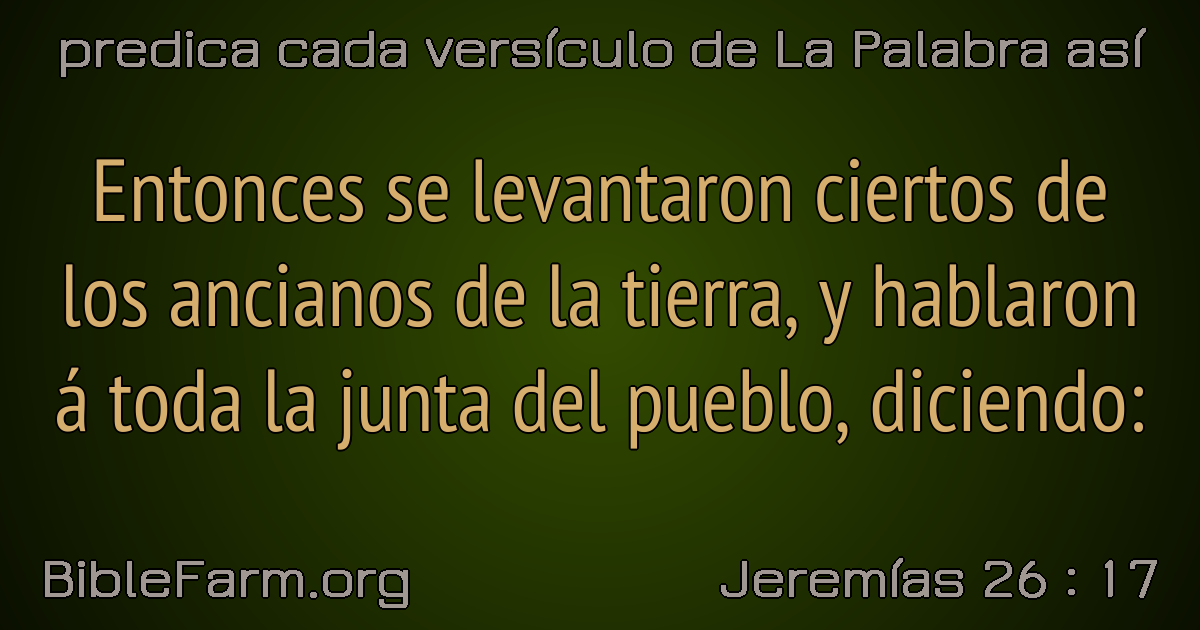 predica cada versículo de La Palabra así
Entonces se levantaron ciertos de
los ancianos de la tierra, y hablaron
á toda la junta del pueblo, diciendo:
BibleFarm.org
Jeremías 26 : 17